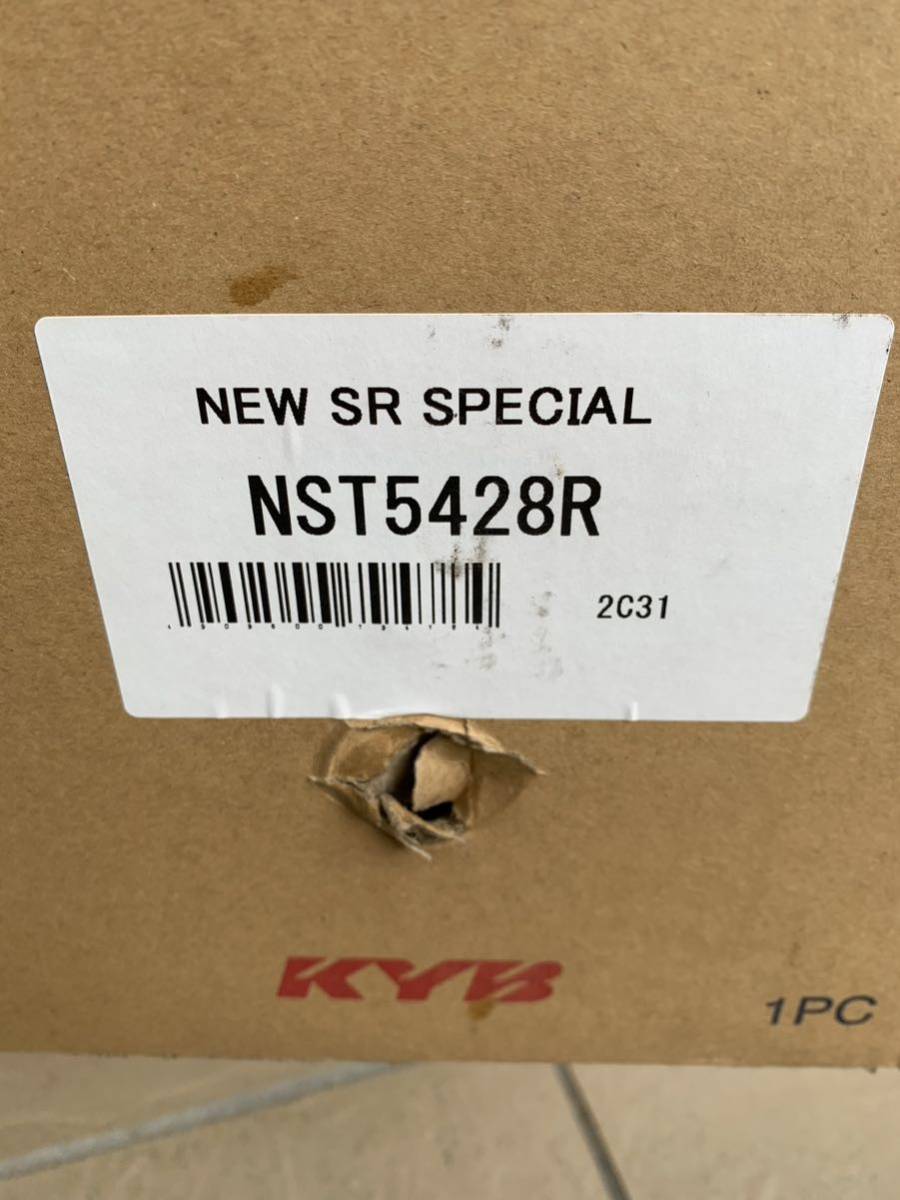 NEW SR SPECIAL
NST5428R
2C31
KYB
1PC